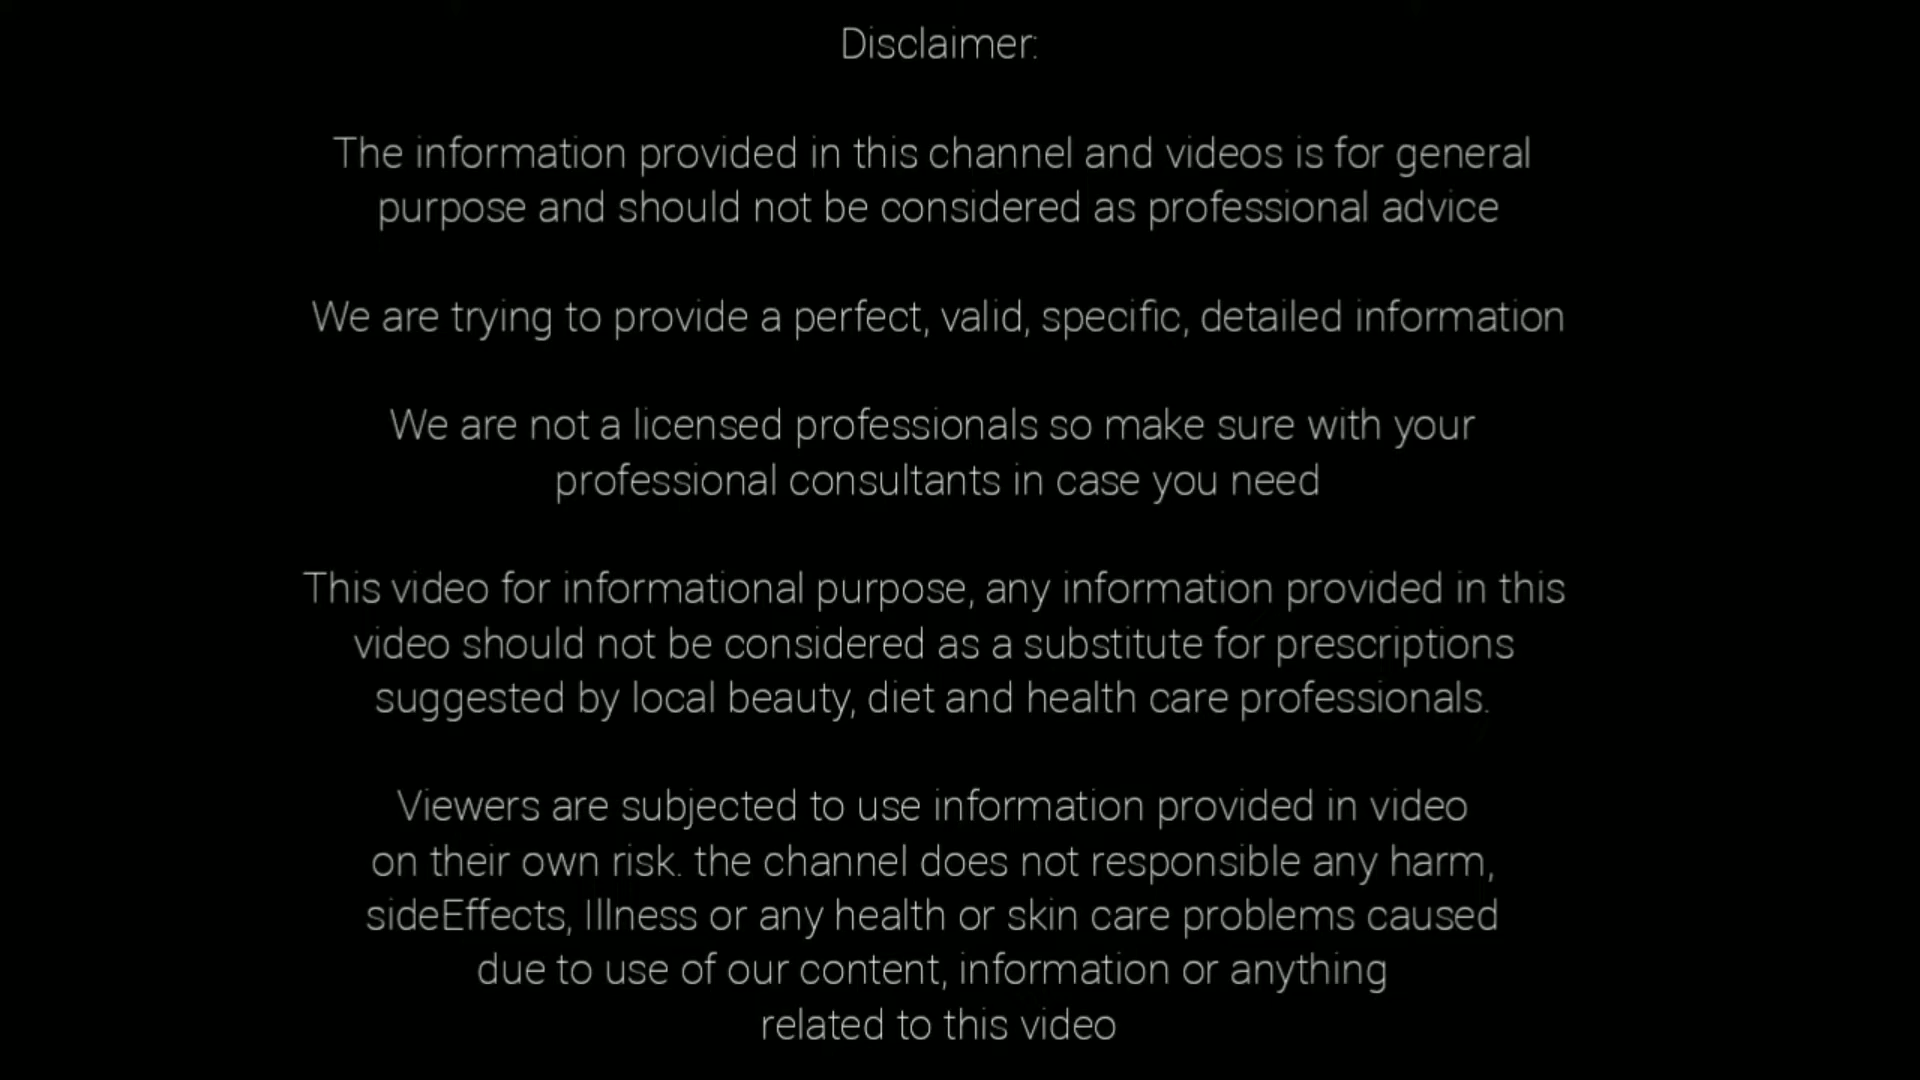 Disclaimer:
The information provided in this channel and videos is for general
purpose and should not be considered as professional advice
We are trying to provide a perfect, valid, specific, detailed information
We are not a licensed professionals so make sure with your
professional consultants in case you need
This video for informational purpose, any information provided in this
video should not be considered as a substitute for prescriptions
suggested by local beauty, diet and health care professionals.
Viewers are subjected to use information provided in video
on their own risk. the channel does not responsible any harm,
sideEffects, Illness or any health or skin care problems caused
due to use of our content, information or anything
related to this video